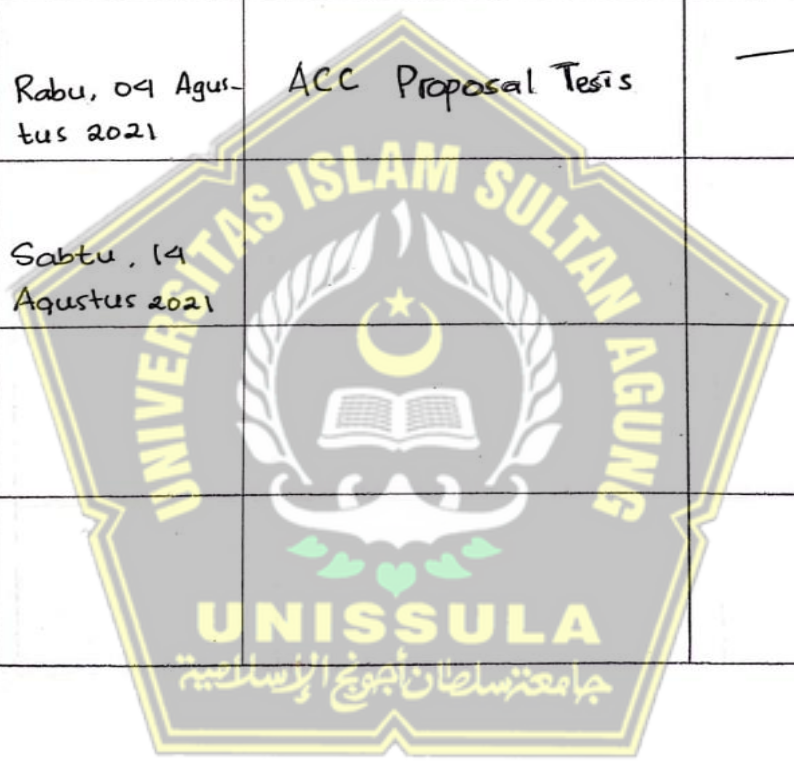 Rabu, 04 Agus-
tus 2021
ACC Proposal Tesis
Sabtu, 14
Agustus 2021
UNIVERSITAS ISLAM SULTAN AGUNG
UNISSULA
جامعة سلطان أجونج الإسلامية